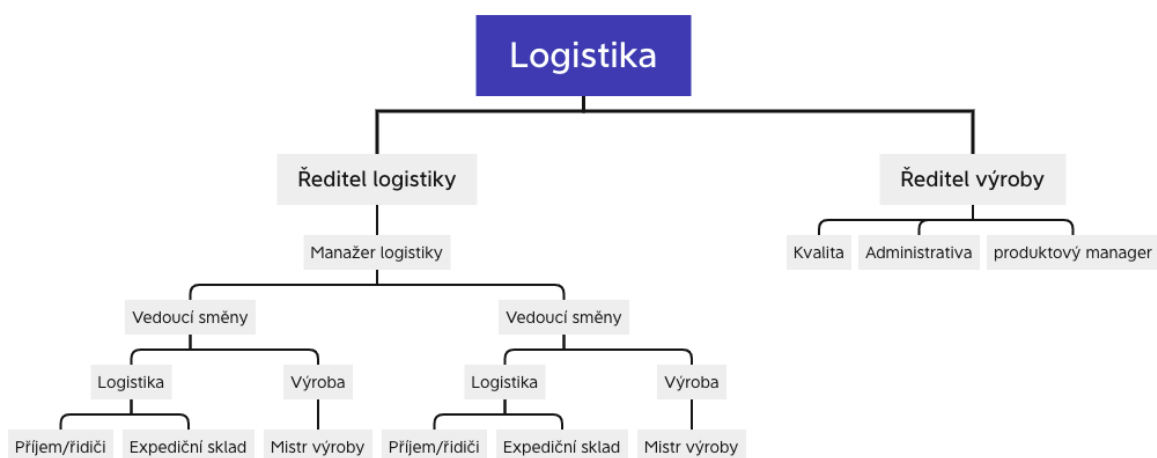 Logistika
Ředitel logistiky
Ředitel výroby
Manažer logistiky
Kvalita
Administrativa
produktový manager
Vedoucí směny
Vedoucí směny
Logistika
Výroba
Logistika
Výroba
Příjem/řidiči
Expediční sklad
Mistr výroby
Příjem/řidiči
Expediční sklad
Mistr výroby